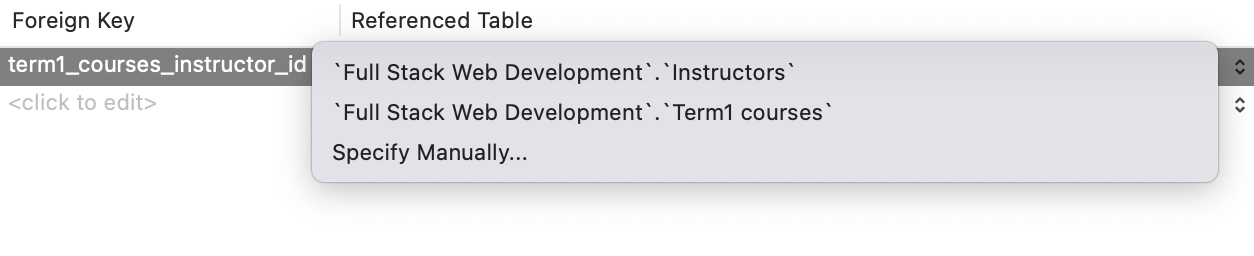 Foreign Key
Referenced Table
term1_courses_instructor_id
`Full Stack Web Development`.`Instructors`
<click to edit>
`Full Stack Web Development`.`Term1 courses`
Specify Manually...